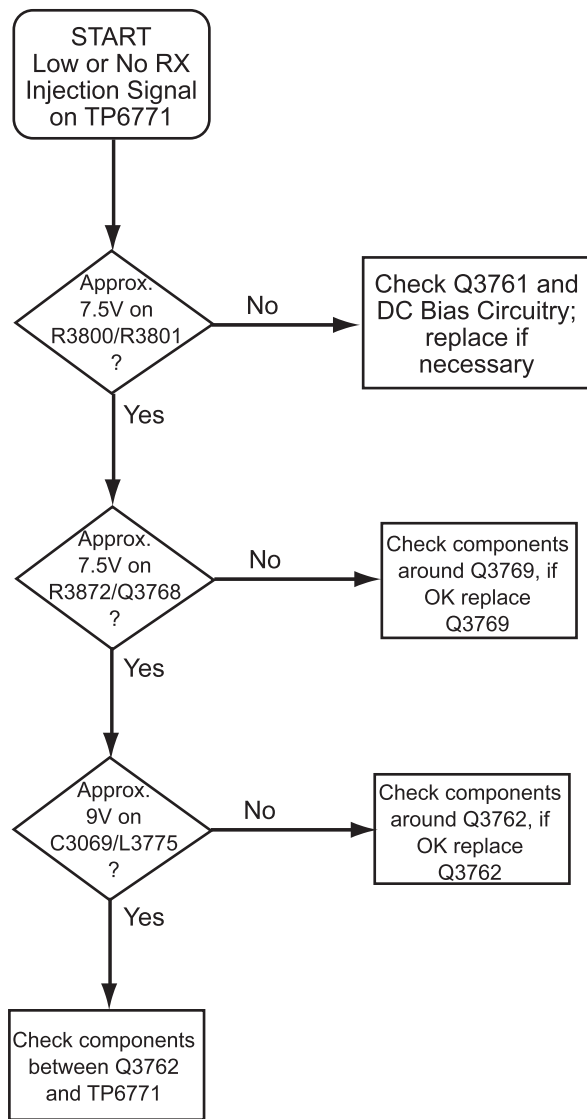 START
Low or No RX
Injection Signal
on TP6771
Approx.
7.5V on
R3800/R3801
?
No
Check Q3761 and
DC Bias Circuitry;
replace if
necessary
Yes
Approx.
7.5V on
R3872/Q3768
?
No
Check components
around Q3769, if
OK replace
Q3769
Yes
Approx.
9V on
C3069/L3775
?
No
Check components
around Q3762, if
OK replace
Q3762
Yes
Check components
between Q3762
and TP6771